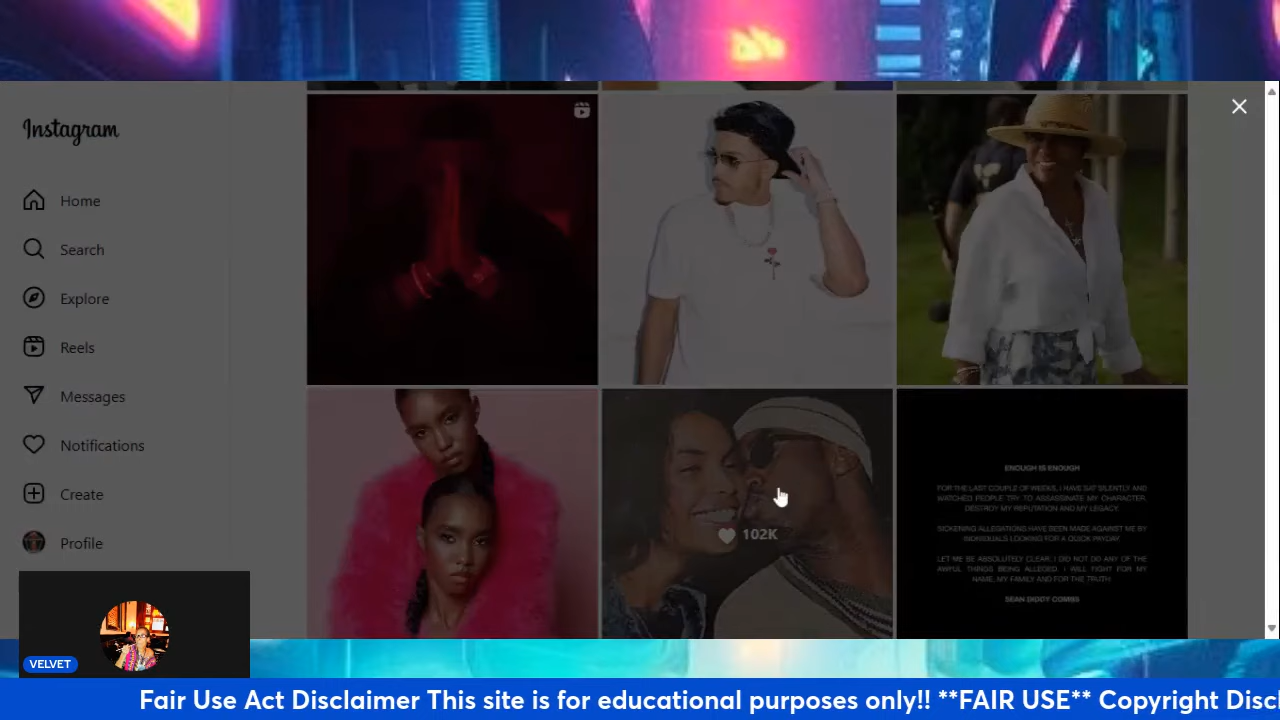 Instagram
Home
Search
Explore
Reels
Messages
Notifications
Create
Profile
102K
ENOUGH IS ENOUGH
FOR THE LAST COUPLE OF WEEKS, I HAVE SAT SILENTLY AND
WATCHED PEOPLE TRY TO ASSASSINATE MY CHARACTER,
DESTROY MY REPUTATION AND MY LEGACY.
SICKENING ALLEGATIONS HAVE BEEN MADE AGAINST ME BY
INDIVIDUALS LOOKING FOR A QUICK PAYDAY.
LET ME BE ABSOLUTELY CLEAR: I DID NOT DO ANY OF THE
AWFUL THINGS BEING ALLEGED. I WILL FIGHT FOR MY
NAME, MY FAMILY AND FOR THE TRUTH.
SEAN DIDDY COMBS
VELVET
Fair Use Act Disclaimer This site is for educational purposes only!! **FAIR USE** Copyright Discl